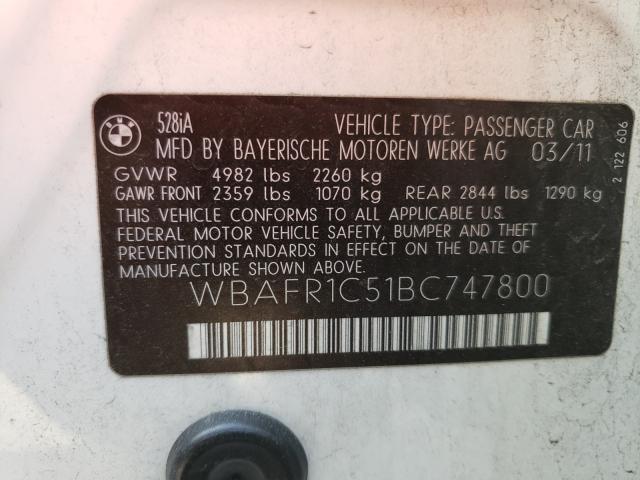 BMW
528iA VEHICLE TYPE: PASSENGER CAR
MFD BY BAYERISCHE MOTOREN WERKE AG 03/11
GVWR 4982 lbs 2260 kg
GAWR FRONT 2359 lbs 1070 kg REAR 2844 lbs 1290 kg
THIS VEHICLE CONFORMS TO ALL APPLICABLE U.S.
FEDERAL MOTOR VEHICLE SAFETY, BUMPER AND THEFT
PREVENTION STANDARDS IN EFFECT ON THE DATE OF
MANUFACTURE SHOWN ABOVE.
WBAFR1C51BC747800
2 122 606